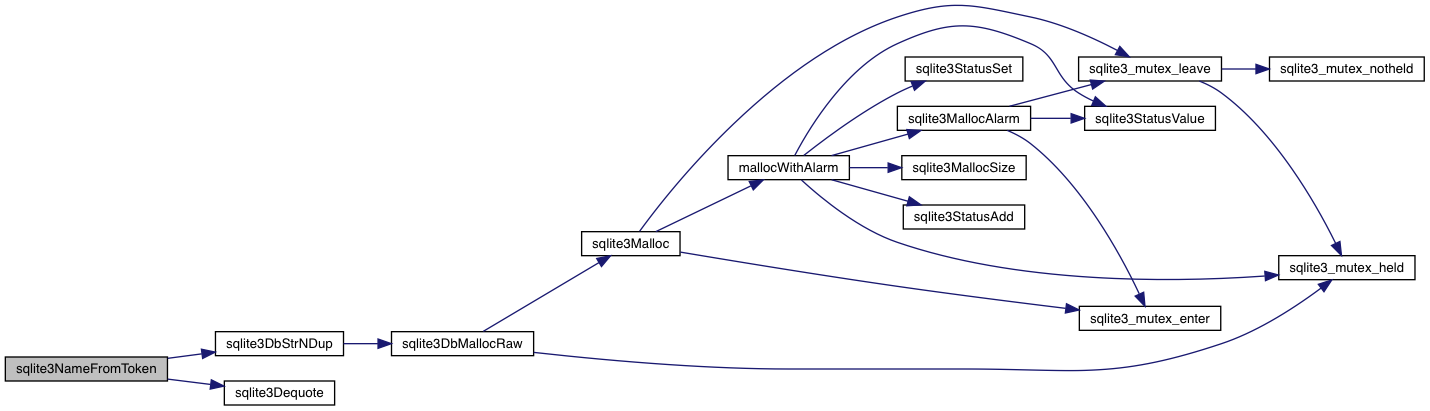 sqlite3StatusSet
sqlite3_mutex_leave
sqlite3_mutex_notheld
sqlite3MallocAlarm
sqlite3StatusValue
mallocWithAlarm
sqlite3MallocSize
sqlite3StatusAdd
sqlite3Malloc
sqlite3_mutex_held
sqlite3_mutex_enter
sqlite3DbStrNDup
sqlite3DbMallocRaw
sqlite3NameFromToken
sqlite3Dequote